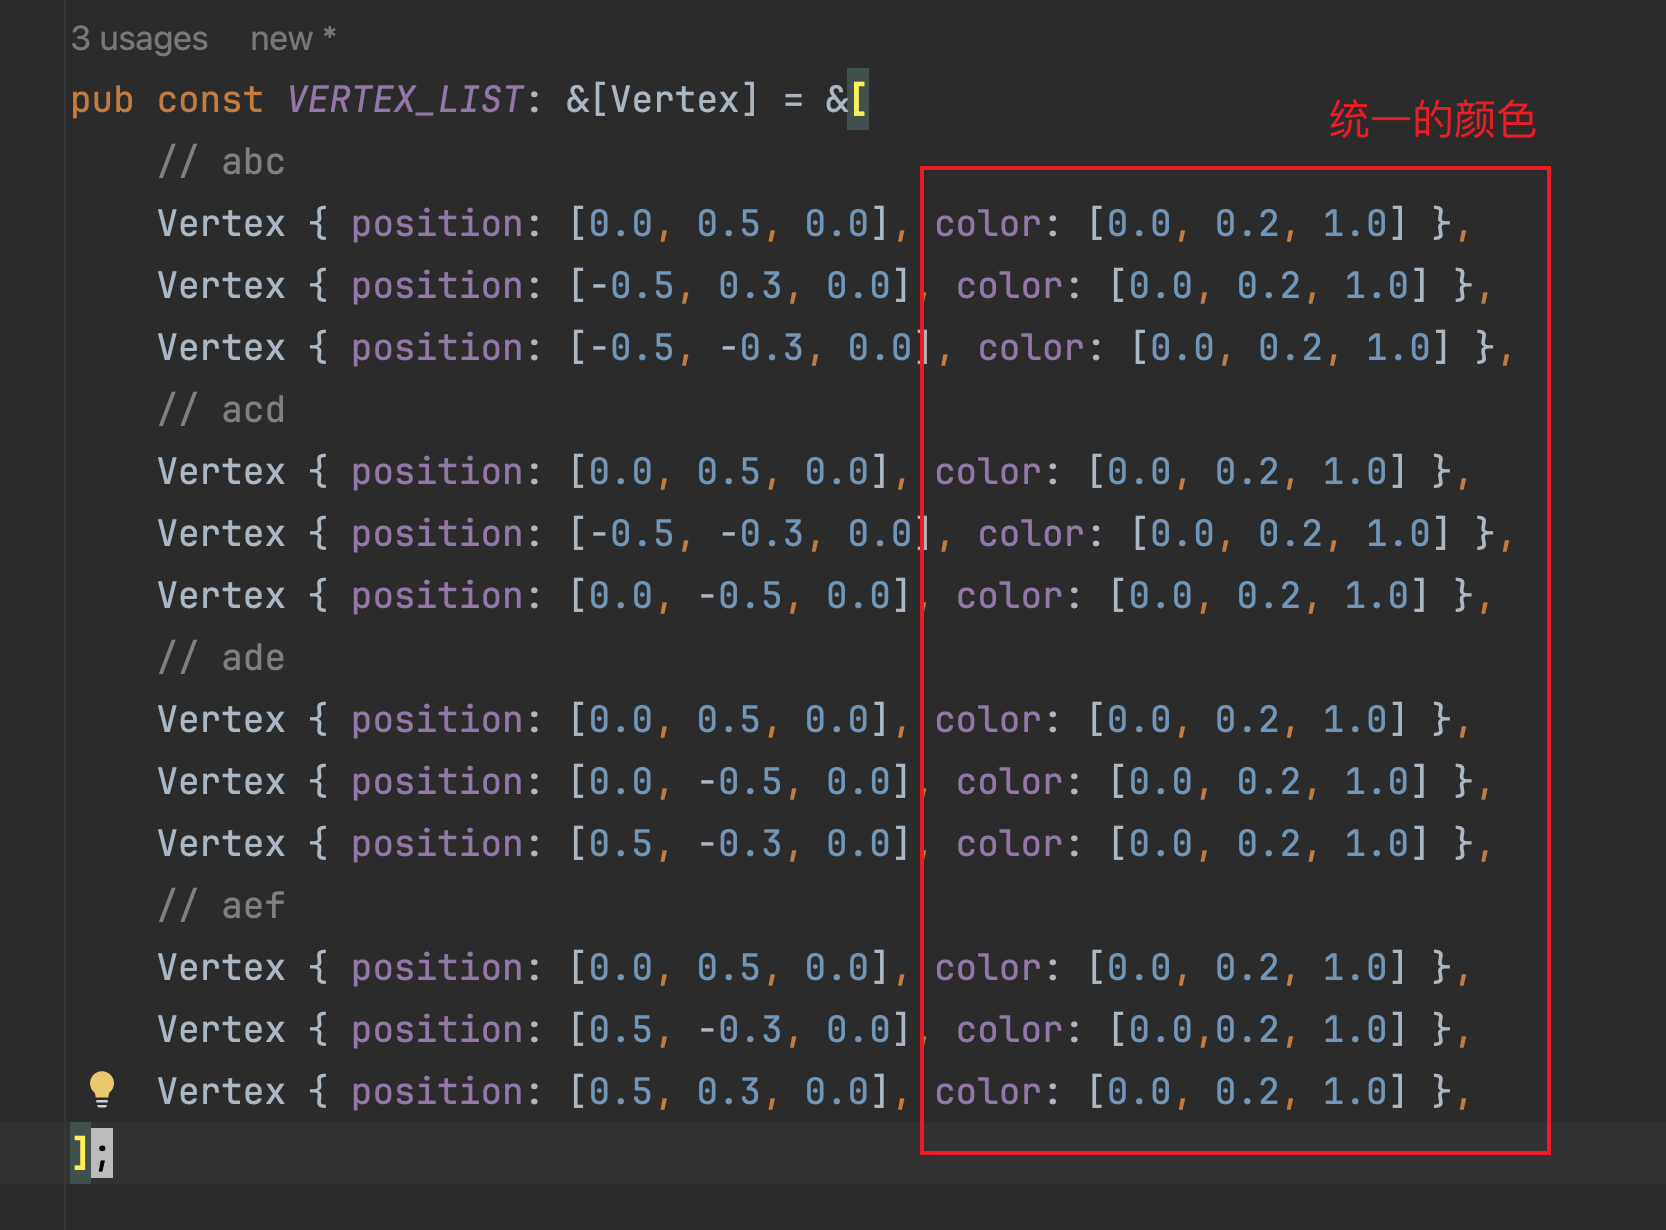 3 usages new *
pub const VERTEX_LIST: &[Vertex] = &[
统一的颜色
// abc
Vertex { position: [0.0, 0.5, 0.0], color: [0.0, 0.2, 1.0] },
Vertex { position: [-0.5, 0.3, 0.0], color: [0.0, 0.2, 1.0] },
Vertex { position: [-0.5, -0.3, 0.0], color: [0.0, 0.2, 1.0] },
// acd
Vertex { position: [0.0, 0.5, 0.0], color: [0.0, 0.2, 1.0] },
Vertex { position: [-0.5, -0.3, 0.0], color: [0.0, 0.2, 1.0] },
Vertex { position: [0.0, -0.5, 0.0], color: [0.0, 0.2, 1.0] },
// ade
Vertex { position: [0.0, 0.5, 0.0], color: [0.0, 0.2, 1.0] },
Vertex { position: [0.0, -0.5, 0.0], color: [0.0, 0.2, 1.0] },
Vertex { position: [0.5, -0.3, 0.0], color: [0.0, 0.2, 1.0] },
// aef
Vertex { position: [0.0, 0.5, 0.0], color: [0.0, 0.2, 1.0] },
Vertex { position: [0.5, -0.3, 0.0], color: [0.0,0.2, 1.0] },
Vertex { position: [0.5, 0.3, 0.0], color: [0.0, 0.2, 1.0] },
];